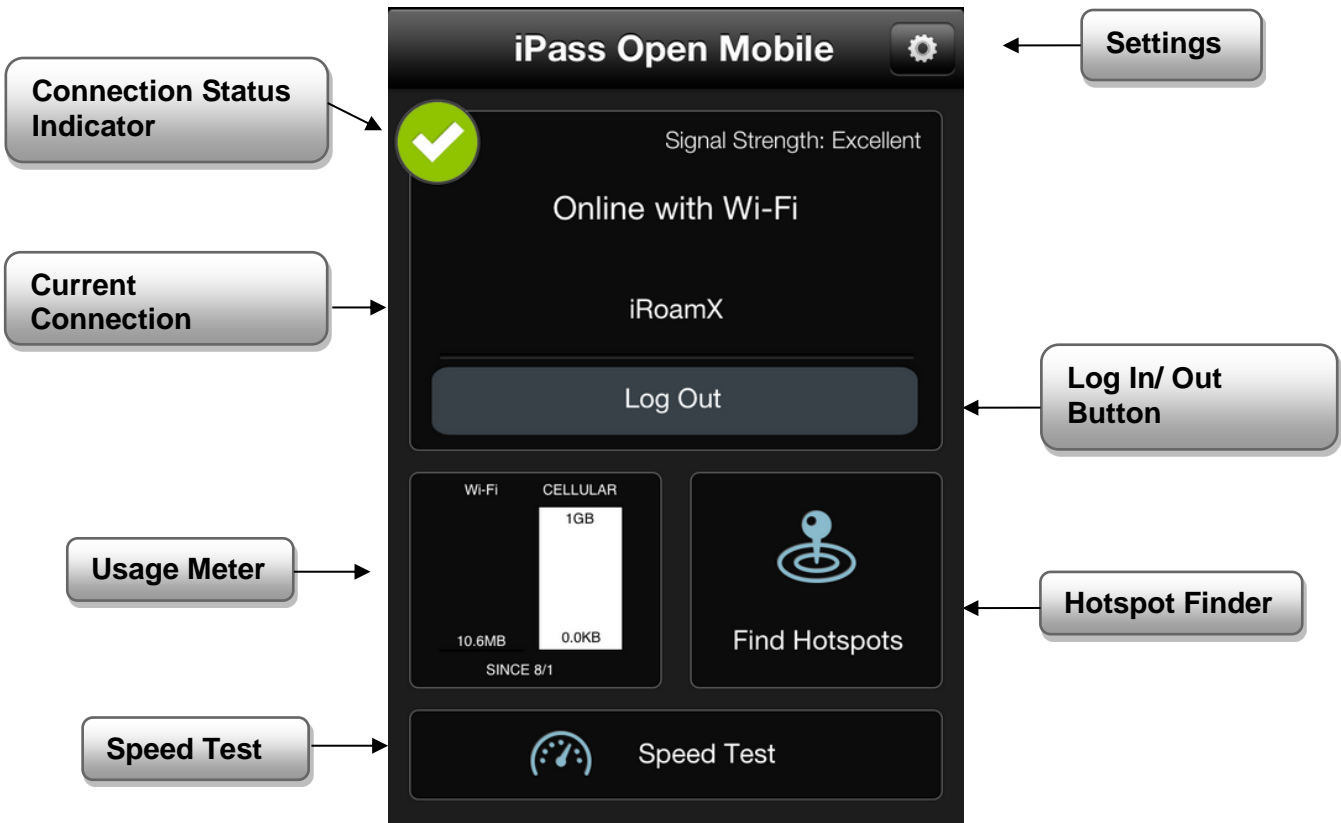 iPass Open Mobile
Settings
Connection Status
Indicator
Signal Strength: Excellent
Online with Wi-Fi
Current
Connection
iRoamX
Log In/ Out
Button
Log Out
Wi-Fi CELLULAR
1GB
Usage Meter
Hotspot Finder
10.6MB 0.0KB
Find Hotspots
SINCE 8/1
Speed Test
Speed Test